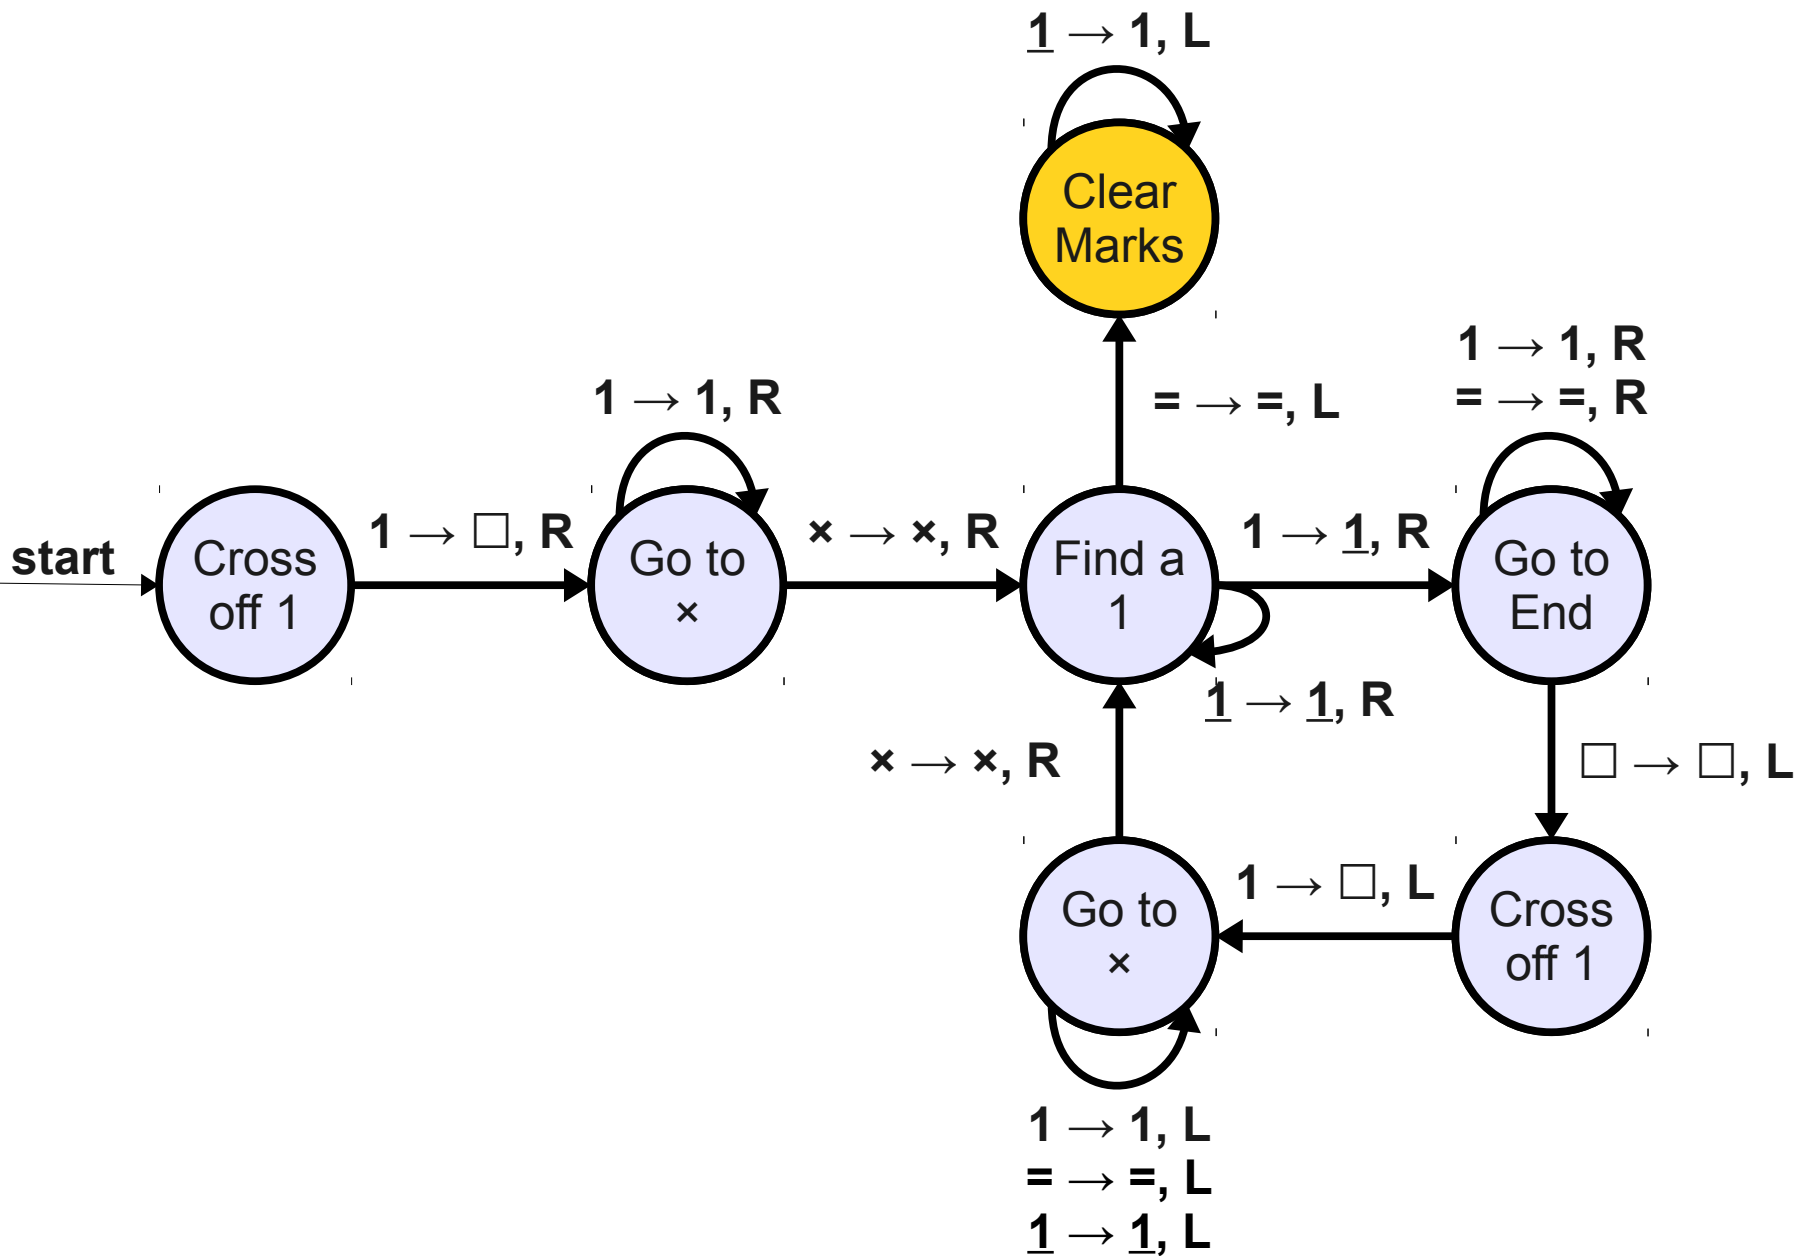 <u>1</u> → 1, L
Clear
Marks
= → =, L
1 → 1, R
= → =, R
1 → 1, R
start
Cross
off 1
1 → □, R
Go to
×
× → ×, R
Find a
1
1 → <u>1</u>, R
Go to
End
<u>1</u> → <u>1</u>, R
× → ×, R
□ → □, L
Go to
×
1 → □, L
Cross
off 1
1 → 1, L
= → =, L
<u>1</u> → <u>1</u>, L